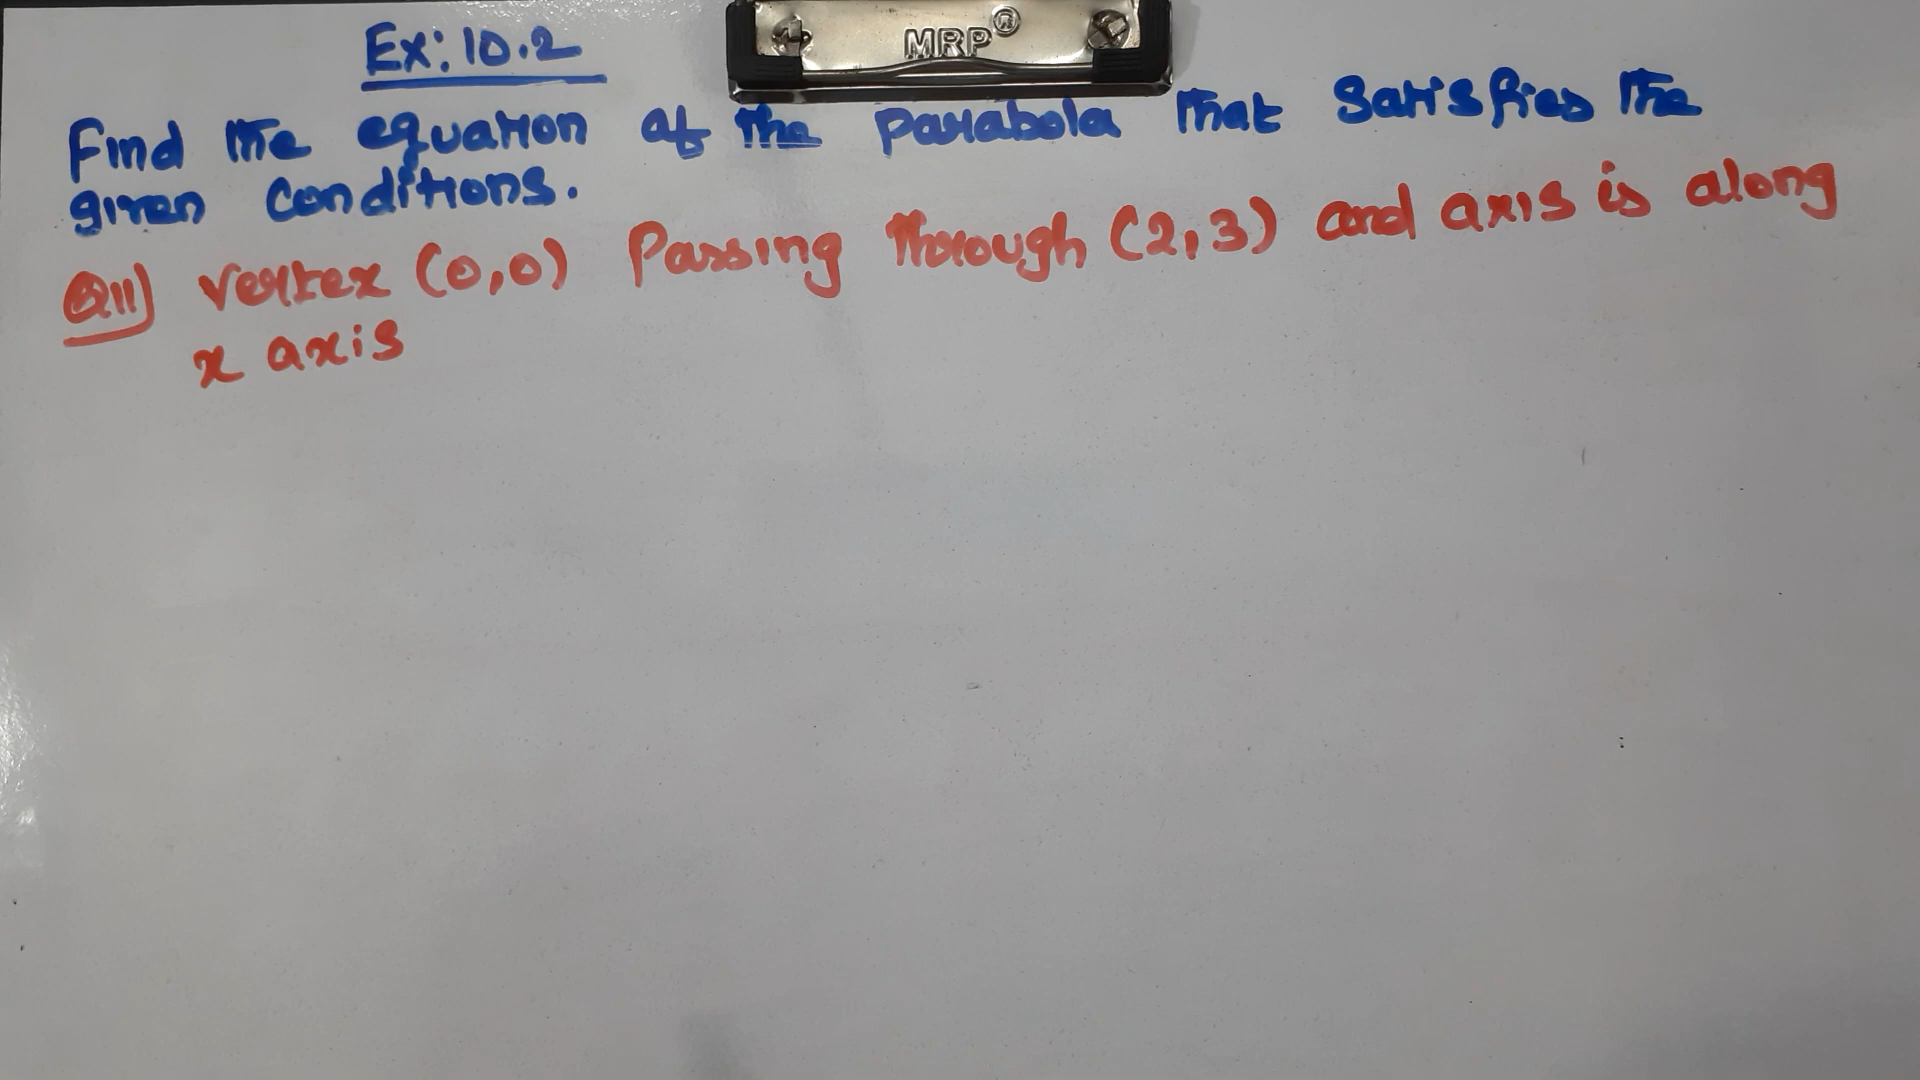 Ex: 10.2
MRP®
Find the equation of the parabola that satisfies the
given conditions.
Q11) vertex (0,0) Passing through (2,3) and axis is along
x axis